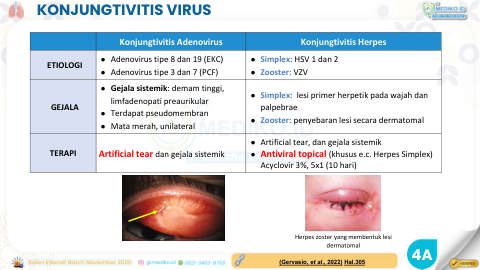 KONJUNGTIVITIS VIRUS
MEDIKO.ID
Konjungtivitis Adenovirus
Konjungtivitis Herpes
ETIOLOGI
● Adenovirus tipe 8 dan 19 (EKC)
● Adenovirus tipe 3 dan 7 (PCF)
● Simplex: HSV 1 dan 2
● Zooster: VZV
GEJALA
● Gejala sistemik: demam tinggi,
limfadenopati preaurikular
● Terdapat pseudomembran
● Mata merah, unilateral
● Simplex: lesi primer herpetik pada wajah dan
palpebrae
● Zooster: penyebaran lesi secara dermatomal
MEDIKO.ID
TERAPI
Artificial tear dan gejala sistemik
● Artificial tear, dan gejala sistemik
● Antiviral topical (khusus e.c. Herpes Simplex)
Acyclovir 3%, 5x1 (10 hari)
Herpes zoster yang membentuk lesi
dermatomal
(Gervasio, et al., 2022) Hal.305
4A